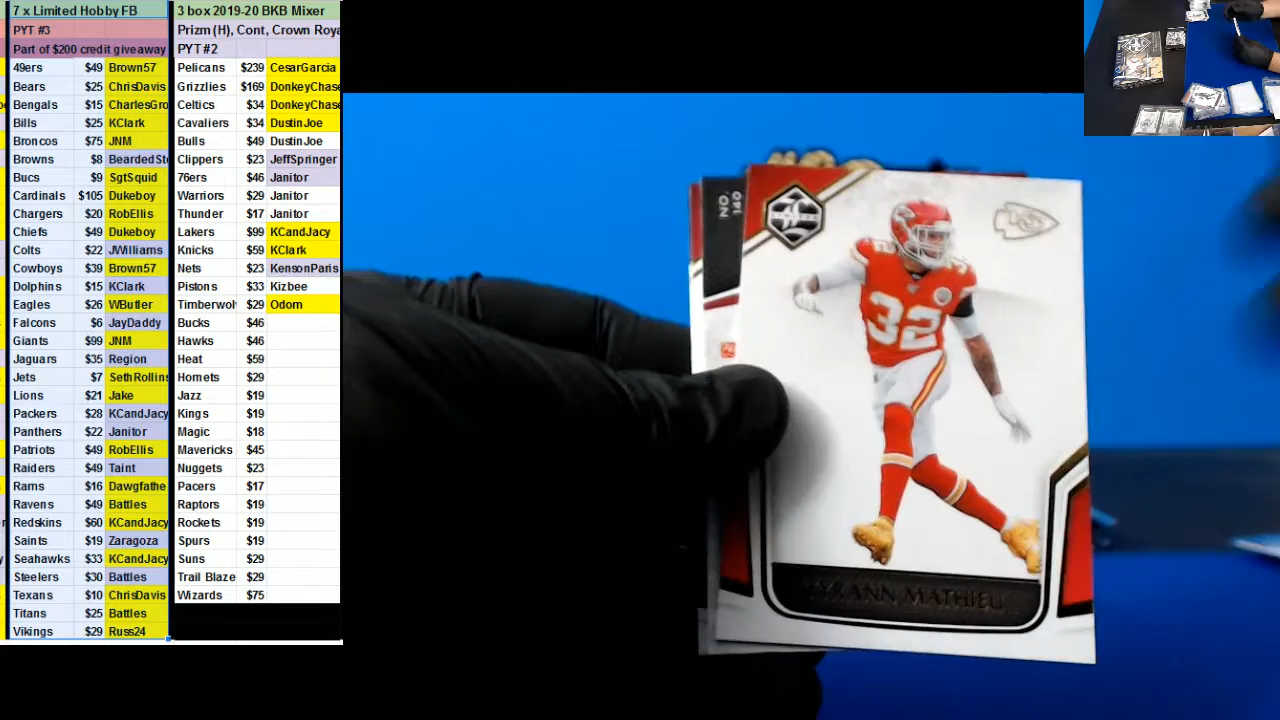 7 x Limited Hobby FB
PYT #3
Part of $200 credit giveaway
49ers $49 Brown57
Bears $25 ChrisDavis
Bengals $15 CharlesGro
Bills $25 KClark
Broncos $75 JNM
Browns $8 BeardedSto
Bucs $9 SgtSquid
Cardinals $105 Dukeboy
Chargers $20 RobEllis
Chiefs $49 Dukeboy
Colts $22 JWilliams
Cowboys $39 Brown57
Dolphins $15 KClark
Eagles $26 WButler
Falcons $6 JayDaddy
Giants $99 JNM
Jaguars $35 Region
Jets $7 SethRollins
Lions $21 Jake
Packers $28 KCandJacy
Panthers $22 Janitor
Patriots $49 RobEllis
Raiders $49 Taint
Rams $16 Dawgfathe
Ravens $49 Battles
Redskins $60 KCandJacy
Saints $19 Zaragoza
Seahawks $33 KCandJacy
Steelers $30 Battles
Texans $10 ChrisDavis
Titans $25 Battles
Vikings $29 Russ24
3 box 2019-20 BKB Mixer
Prizm (H), Cont, Crown Roya
PYT #2
Pelicans $239 CesarGarcia
Grizzlies $169 DonkeyChase
Celtics $34 DonkeyChase
Cavaliers $34 DustinJoe
Bulls $49 DustinJoe
Clippers $23 JeffSpringer
76ers $46 Janitor
Warriors $29 Janitor
Thunder $17 Janitor
Lakers $99 KCandJacy
Knicks $59 KClark
Nets $23 KensonParis
Pistons $33 Kizbee
Timberwol $29 Odom
Bucks $46
Hawks $46
Heat $59
Hornets $29
Jazz $19
Kings $19
Magic $18
Mavericks $45
Nuggets $23
Pacers $17
Raptors $19
Rockets $19
Spurs $19
Suns $29
Trail Blaze $29
Wizards $75
NO. 140
32
TYRANN MATHIEU